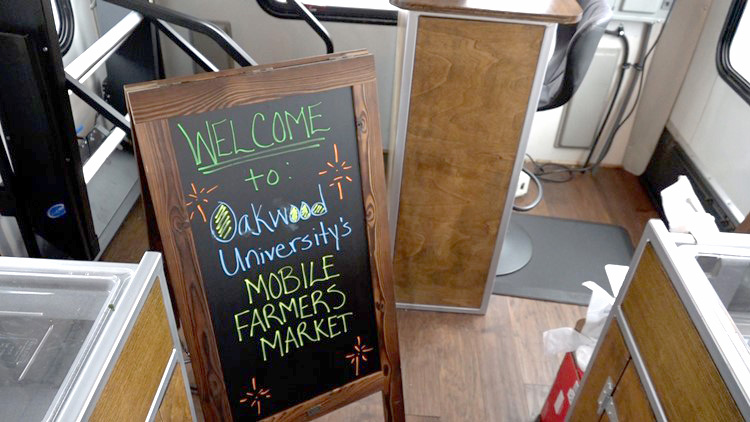 WELCOME
to:
Oakwood
University's
MOBILE
FARMERS
MARKET